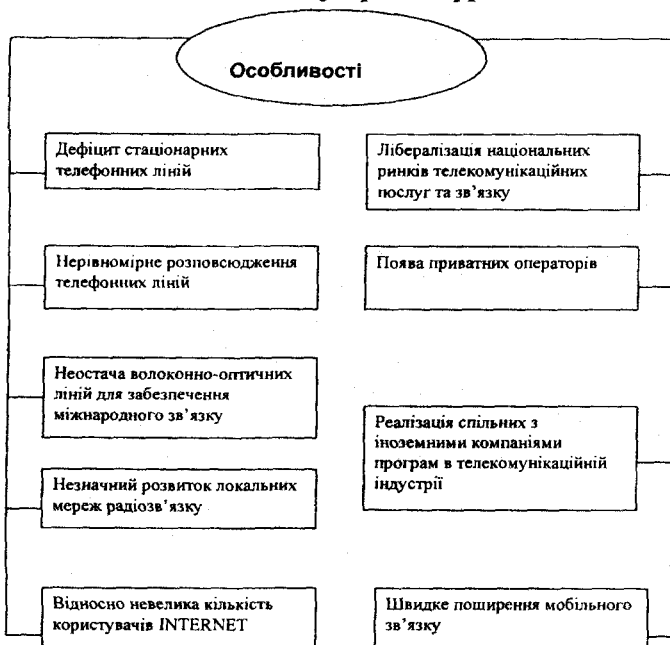 Особливості
Дефіцит стаціонарних
телефонних ліній
Нерівномірне розповсюдження
телефонних ліній
Неостача волоконно-оптичних
ліній для забезпечення
міжнародного зв’язку
Незначний розвиток локальних
мереж радіозв’язку
Відносно невелика кількість
користувачів INTERNET
Лібералізація національних
ринків телекомунікаційних
послуг та зв’язку
Поява приватних операторів
Реалізація спільних з
іноземними компаніями
програм в телекомунікаційній
індустрії
Швидке поширення мобільного
зв’язку